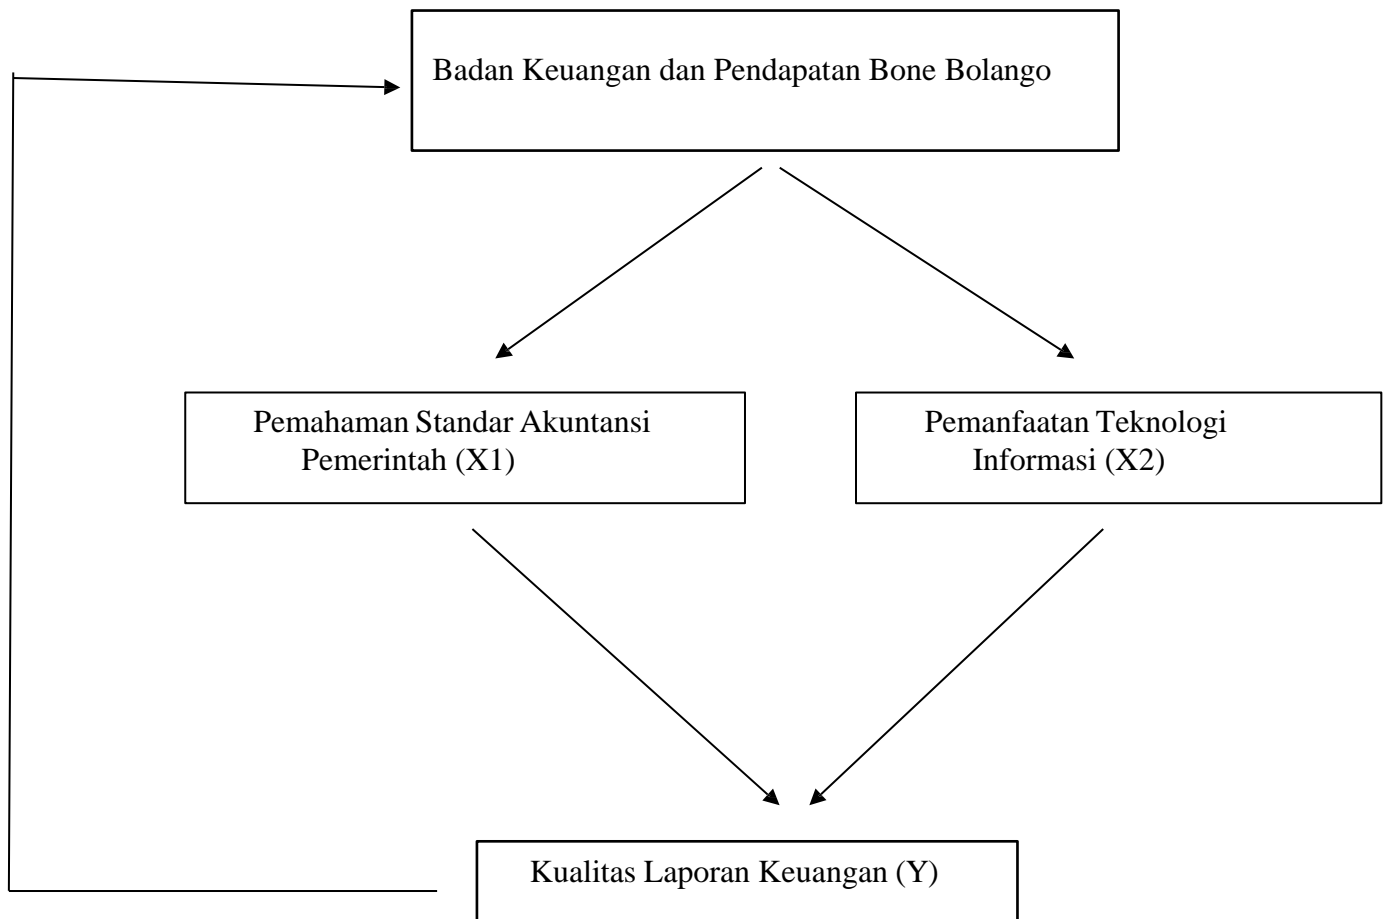 Badan Keuangan dan Pendapatan Bone Bolango
Pemahaman Standar Akuntansi
Pemerintah (X1)
Pemanfaatan Teknologi
Informasi (X2)
Kualitas Laporan Keuangan (Y)